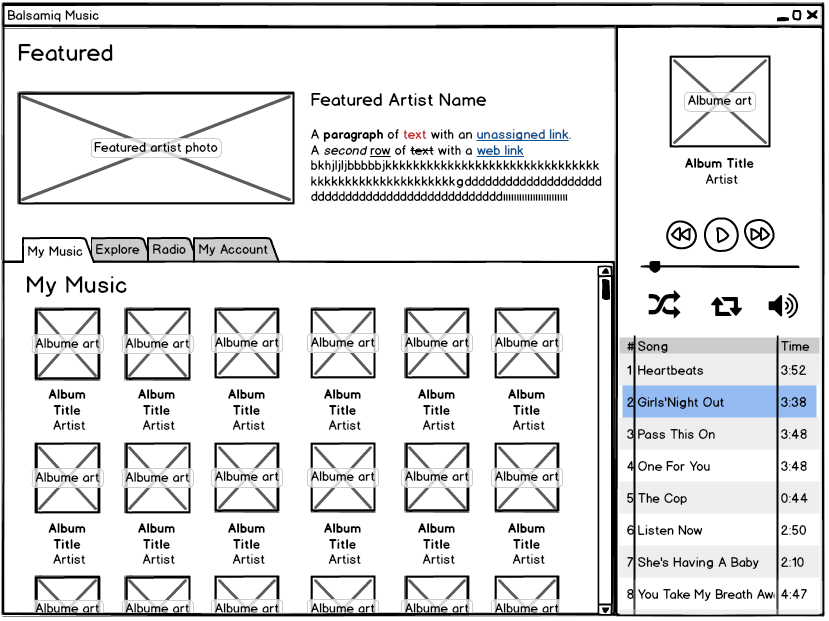 Balsamiq Music
Featured
Featured artist photo
Featured Artist Name
A paragraph of text with an unassigned link.
A second row of text with a web link
My Music
Explore
Radio
My Account
My Music
Albume art Albume art Albume art Albume art Albume art Albume art
Album Album Album Album Album Album
Title Title Title Title Title Title
Artist Artist Artist Artist Artist Artist
Albume art Albume art Albume art Albume art Albume art Albume art
Album Album Album Album Album Album
Title Title Title Title Title Title
Artist Artist Artist Artist Artist Artist
Albume art Albume art Albume art Albume art Albume art Albume art
Albume art
Album Title
Artist
# Song Time
1 Heartbeats 3:52
2 Girls'Night Out 3:38
3 Pass This On 3:48
4 One For You 3:48
5 The Cop 0:44
6 Listen Now 2:50
7 She's Having A Baby 2:10
8 You Take My Breath Aw 4:47